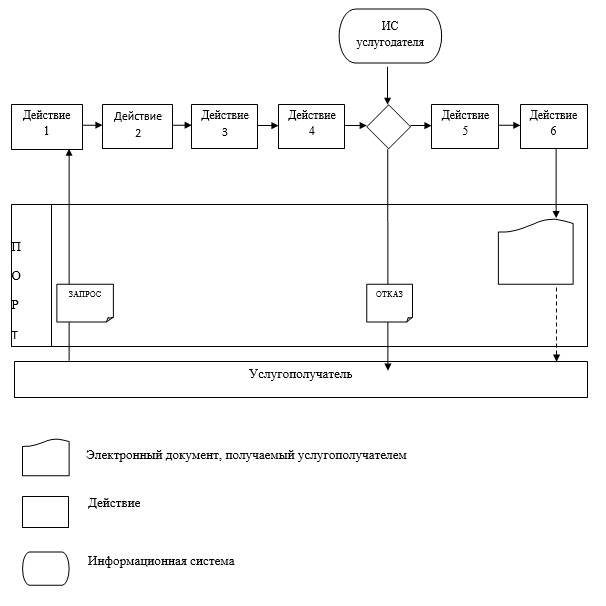 ИС
услугодателя
Действие
1
Действие
2
Действие
3
Действие
4
Действие
5
Действие
6
П
О
Р
Т
ЗАПРОС
ОТКАЗ
Услугополучатель
Электронный документ, получаемый услугополучателем
Действие
Информационная система